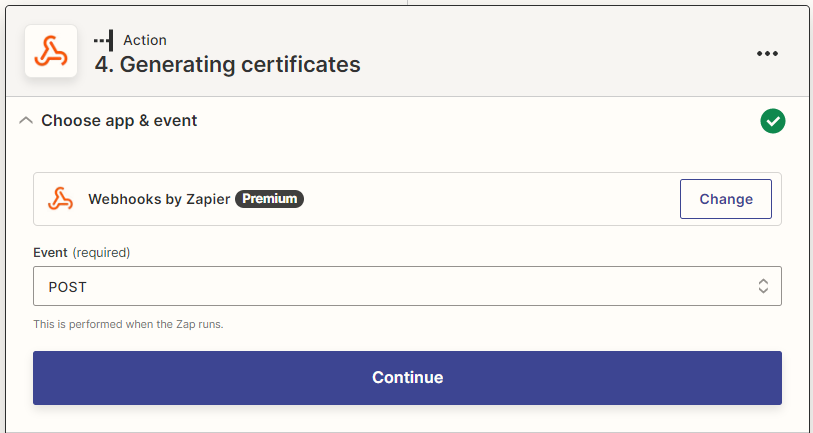 Action
4. Generating certificates
Choose app & event
Webhooks by Zapier Premium
Change
Event (required)
POST
This is performed when the Zap runs.
Continue